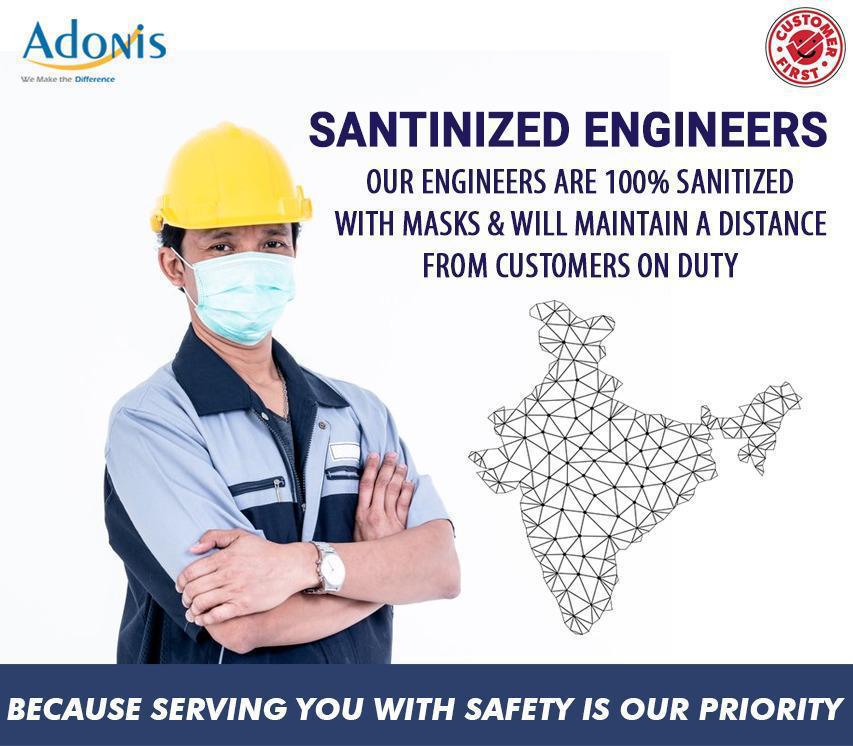 Adonis
We Make the Difference
CUSTOMER
FIRST
SANTINIZED ENGINEERS
OUR ENGINEERS ARE 100% SANITIZED
WITH MASKS & WILL MAINTAIN A DISTANCE
FROM CUSTOMERS ON DUTY
BECAUSE SERVING YOU WITH SAFETY IS OUR PRIORITY